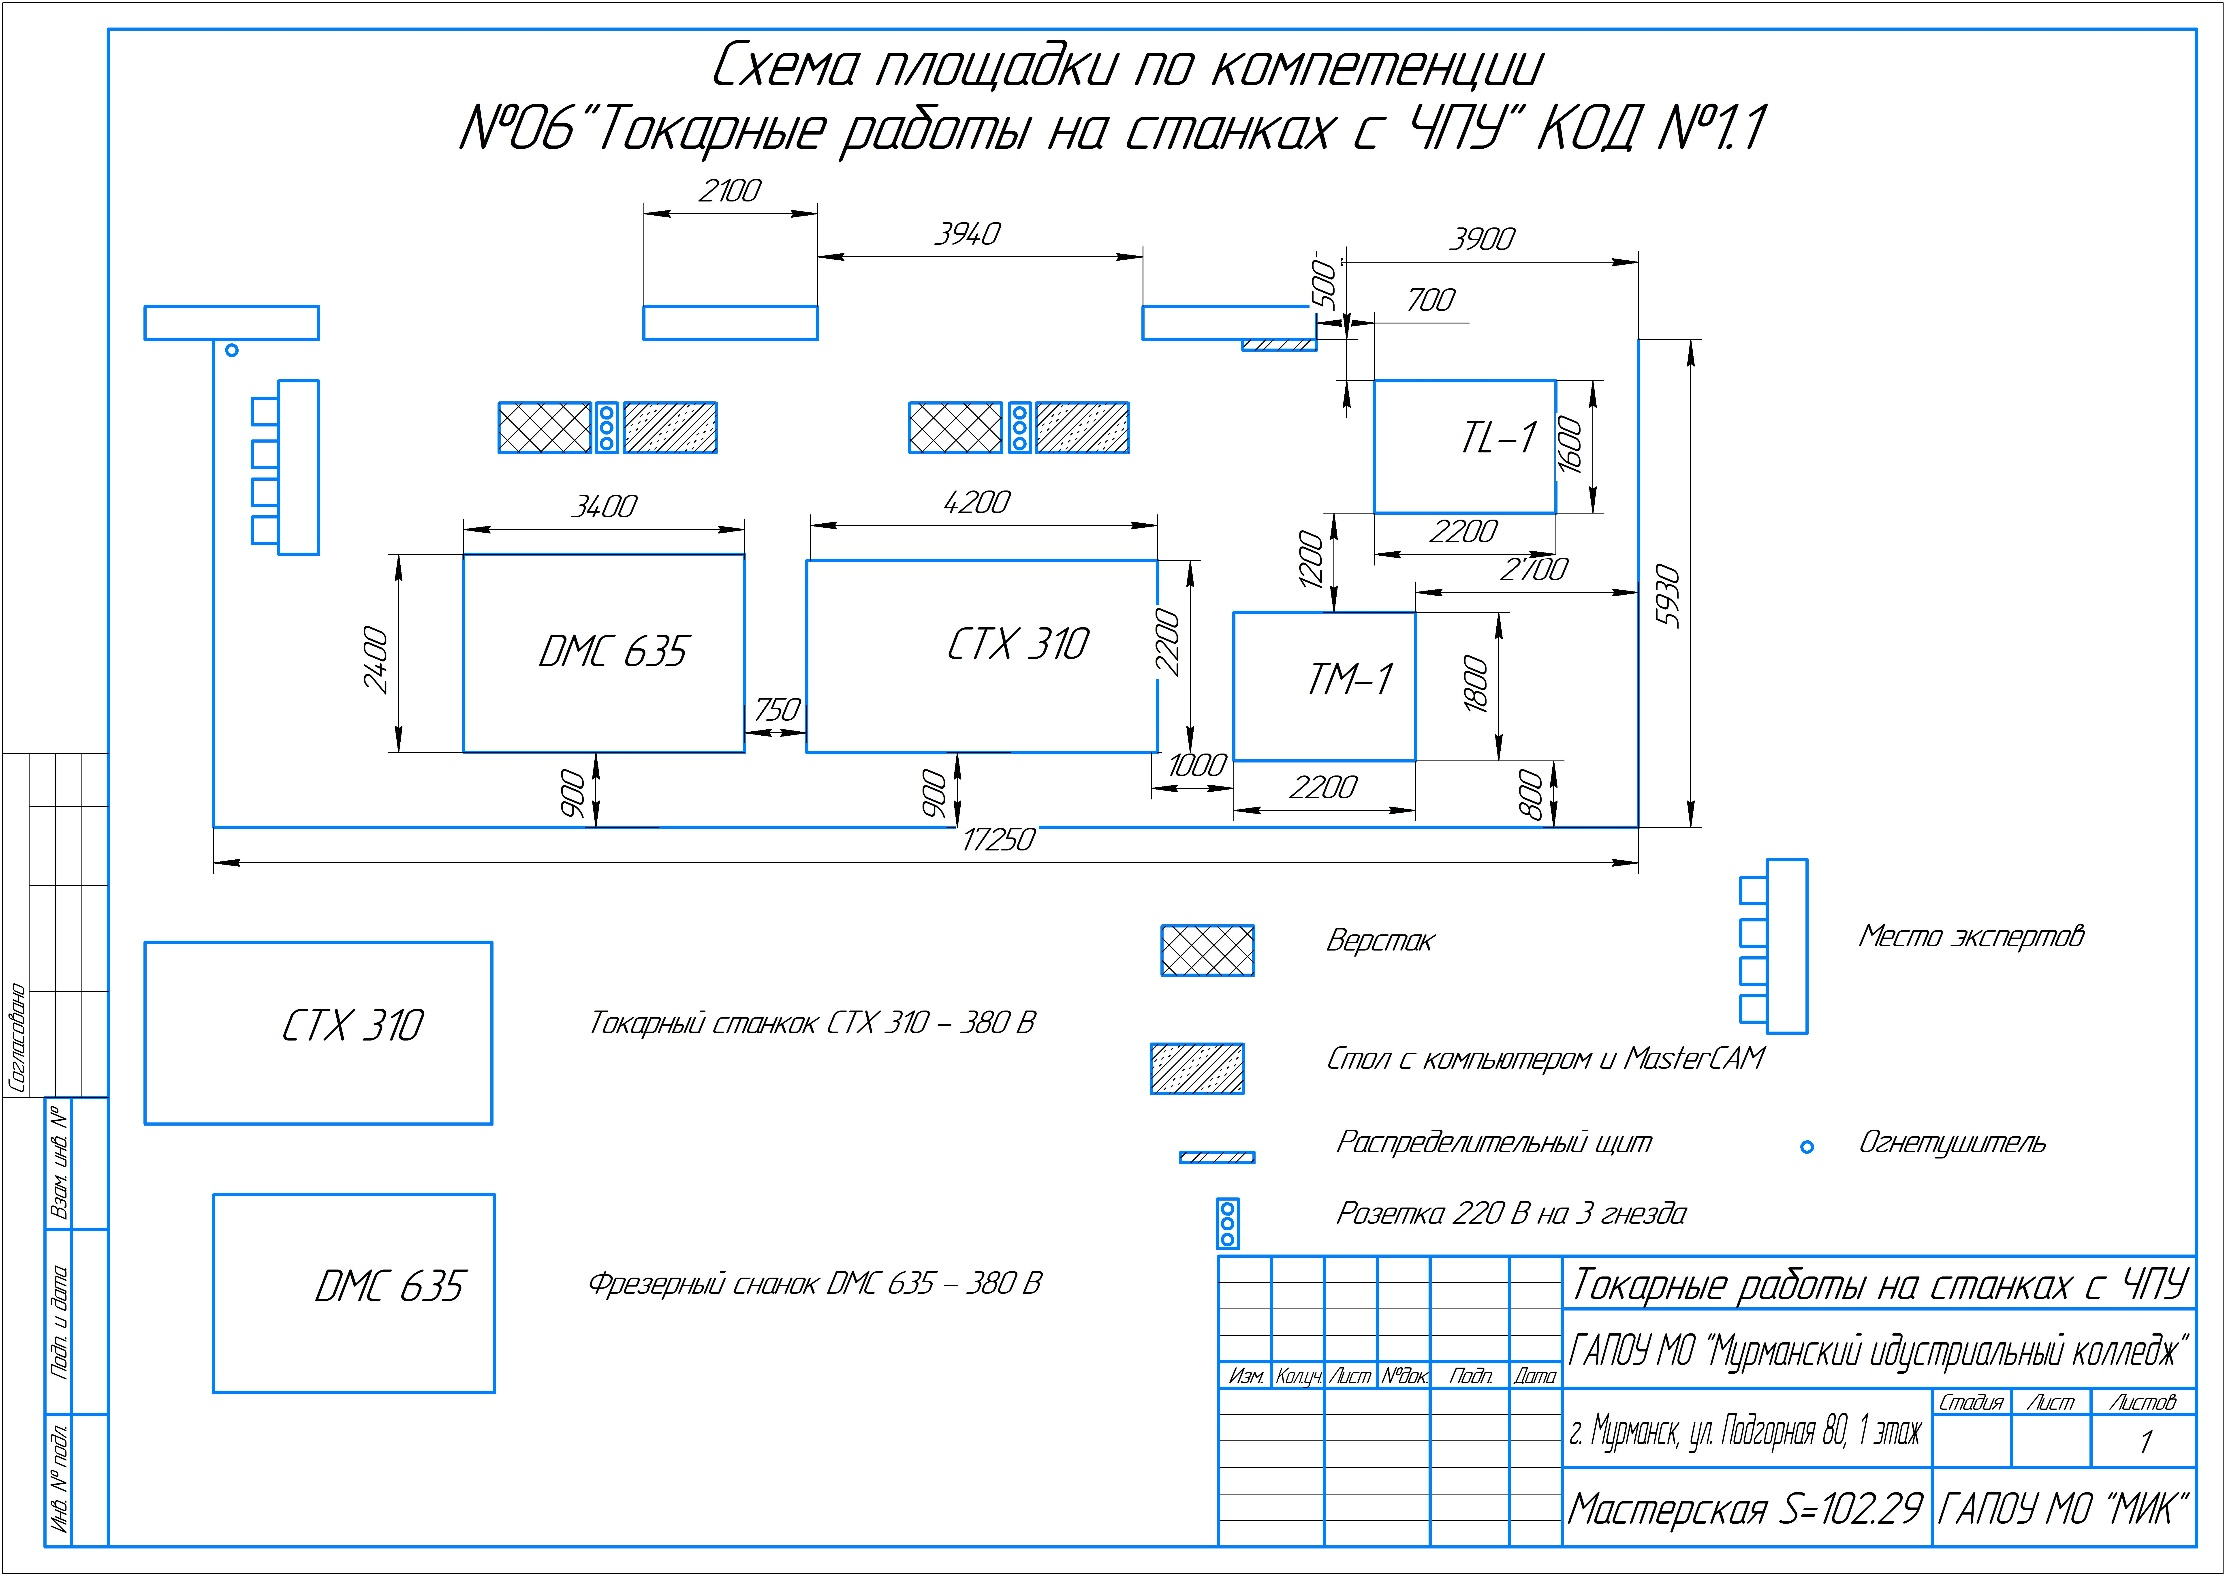 Схема площадки по компетенции
№06"Токарные работы на станках с ЧПУ" КОД №1.1
2100
3940
3900
500
700
TL-1
1600
2200
3400
4200
1200
2700
5930
DMC 635
CTX 310
2400
2200
TM-1
1800
750
1000
900
900
2200
800
17250
Верстак
Место экспертов
CTX 310
Токарный станкок CTX 310 - 380 В
Стол с компьютером и MasterCAM
Распределительный щит
Огнетушитель
Розетка 220 В на 3 гнезда
DMC 635
Фрезерный снанок DMC 635 - 380 В
Согласовано
Взам. инв. №
Подп. и дата
Инв. № подл.
Токарные работы на станках с ЧПУ
ГАПОУ МО "Мурманский идустриальный колледж"
Изм. Колуч. Лист №док. Подп. Дата
Стадия Лист Листов
г. Мурманск, ул. Подгорная 80, 1 этаж
1
Мастерская S=102.29
ГАПОУ МО "МИК"